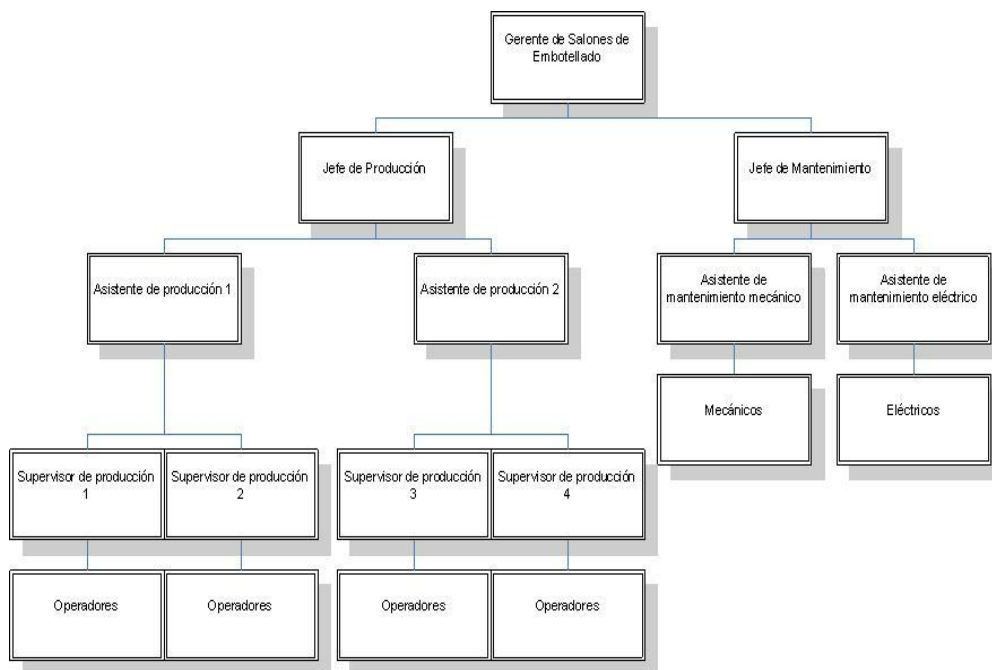 Gerente de Salones de
Embotellado
Jefe de Producción
Jefe de Mantenimiento
Asistente de producción 1
Asistente de producción 2
Asistente de
mantenimiento mecánico
Asistente de
mantenimiento eléctrico
Mecánicos
Eléctricos
Supervisor de producción
1
Supervisor de producción
2
Supervisor de producción
3
Supervisor de producción
4
Operadores
Operadores
Operadores
Operadores